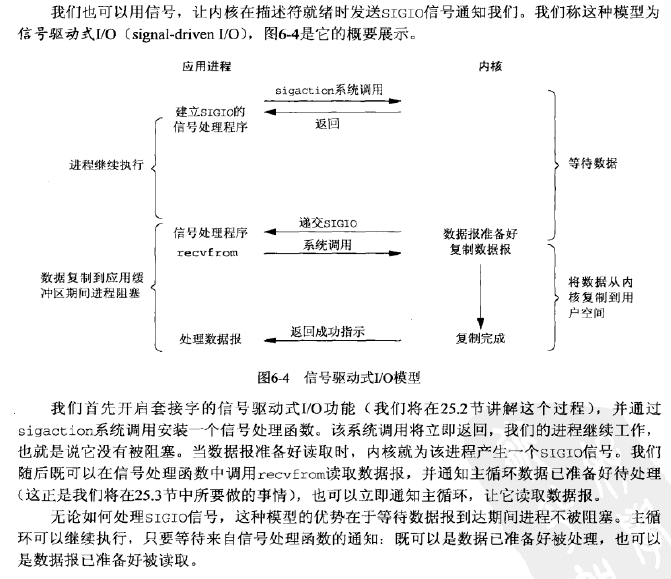 我们也可以用信号，让内核在描述符就绪时发送SIGIO信号通知我们。我们称这种模型为
信号驱动式I/O（signal-driven I/O），图6-4是它的概要展示。
应用进程
内核
sigaction系统调用
建立SIGIO的
信号处理程序
返回
进程继续执行
等待数据
递交SIGIO
信号处理程序
数据报准备好
系统调用
recvfrom
复制数据报
数据复制到应用缓
冲区期间进程阻塞
将数据从内
核复制到用
户空间
返回成功指示
处理数据报
复制完成
图6-4 信号驱动式I/O模型
我们首先开启套接字的信号驱动式I/O功能（我们将在25.2节讲解这个过程），并通过
sigaction系统调用安装一个信号处理函数。该系统调用将立即返回，我们的进程继续工作，
也就是说它没有被阻塞。当数据报准备好读取时，内核就为该进程产生一个SIGIO信号。我们
随后既可以在信号处理函数中调用recvfrom读取数据报，并通知主循环数据已准备好待处理
（这正是我们将在25.3节中所要做的事情），也可以立即通知主循环，让它读取数据报。
无论如何处理SIGIO信号，这种模型的优势在于等待数据报到达期间进程不被阻塞。主循
环可以继续执行，只要等待来自信号处理函数的通知：既可以是数据已准备好被处理，也可以
是数据报已准备好被读取。